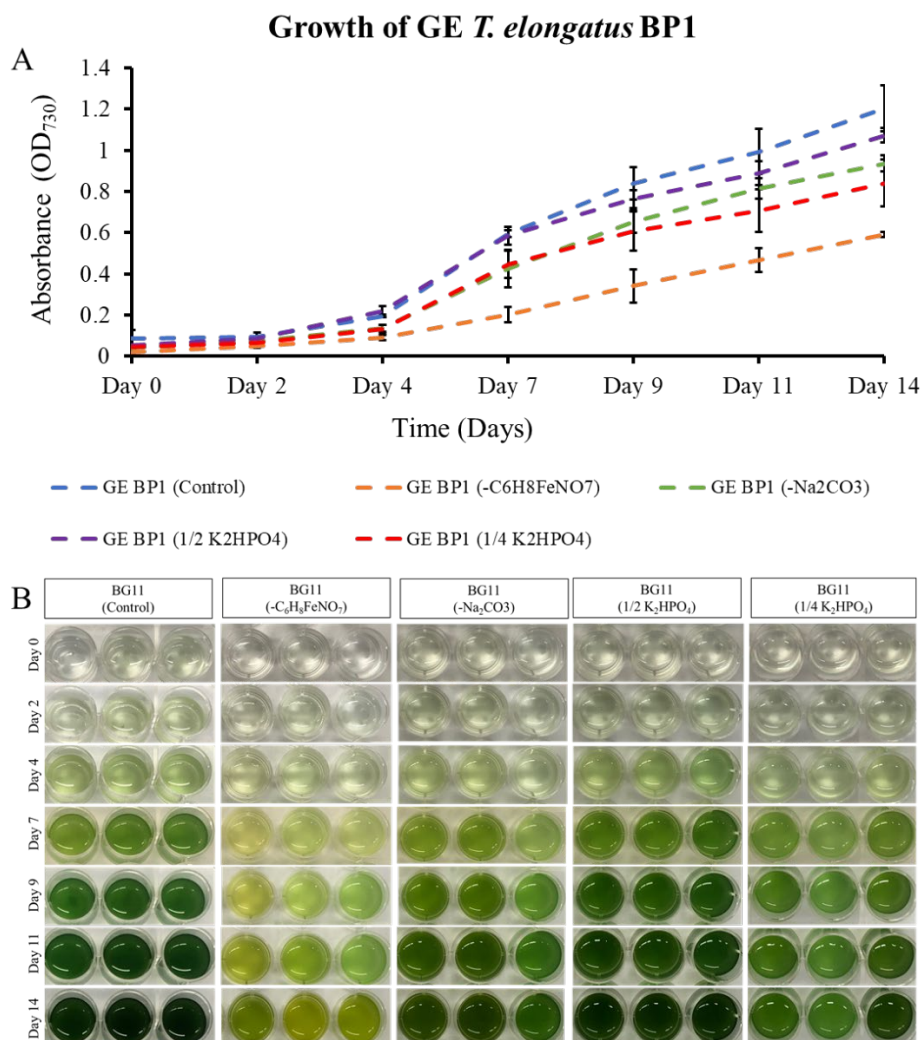 Growth of GE T. elongatus BP1
A
Absorbance (OD730)
1.4
1.2
1
0.8
0.6
0.4
0.2
0
Day 0 Day 2 Day 4 Day 7 Day 9 Day 11 Day 14
Time (Days)
GE BP1 (Control) GE BP1 (-C6H8FeNO7) GE BP1 (-Na2CO3)
GE BP1 (1/2 K2HPO4) GE BP1 (1/4 K2HPO4)
B
BG11
(Control)
BG11
(-C₆H₈FeNO₇)
BG11
(-Na₂CO3)
BG11
(1/2 K₂HPO₄)
BG11
(1/4 K₂HPO₄)
Day 0
Day 2
Day 4
Day 7
Day 9
Day 11
Day 14